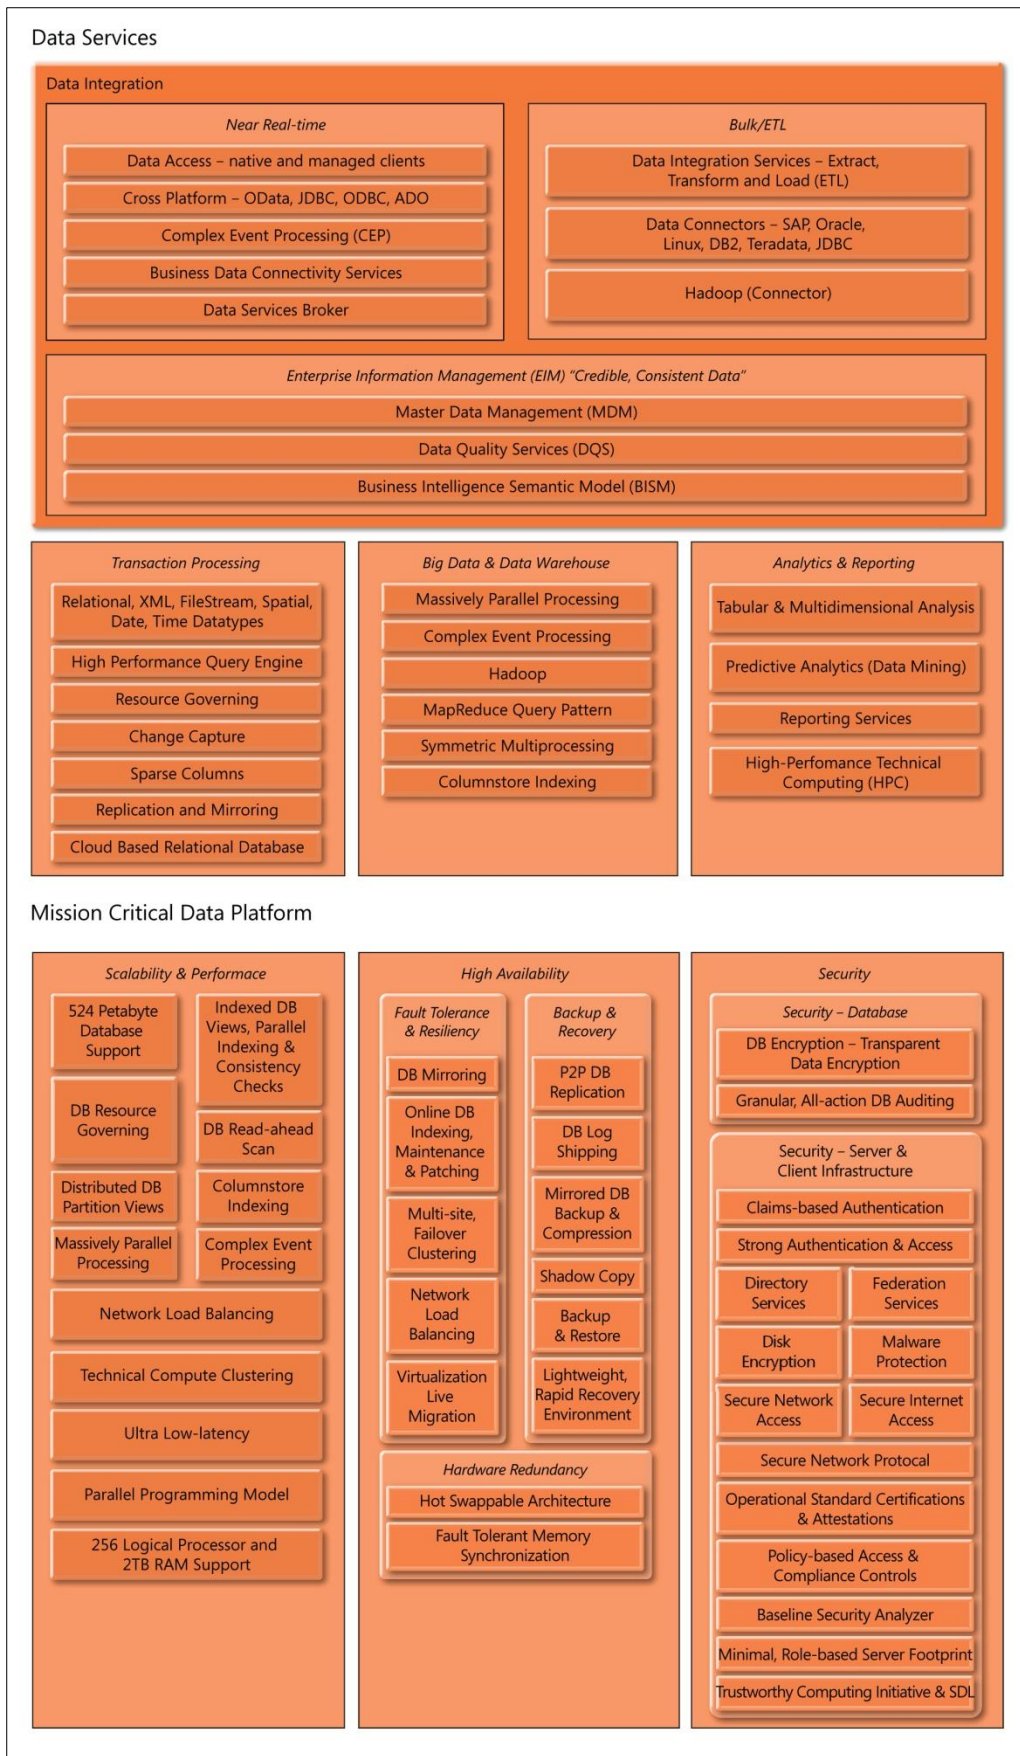 Data Services
Data Integration
Near Real-time
Data Access – native and managed clients
Cross Platform – OData, JDBC, ODBC, ADO
Complex Event Processing (CEP)
Business Data Connectivity Services
Data Services Broker
Bulk/ETL
Data Integration Services – Extract,
Transform and Load (ETL)
Data Connectors – SAP, Oracle,
Linux, DB2, Teradata, JDBC
Hadoop (Connector)
Enterprise Information Management (EIM) “Credible, Consistent Data”
Master Data Management (MDM)
Data Quality Services (DQS)
Business Intelligence Semantic Model (BISM)
Transaction Processing
Relational, XML, FileStream, Spatial,
Date, Time Datatypes
High Performance Query Engine
Resource Governing
Change Capture
Sparse Columns
Replication and Mirroring
Cloud Based Relational Database
Big Data & Data Warehouse
Massively Parallel Processing
Complex Event Processing
Hadoop
MapReduce Query Pattern
Symmetric Multiprocessing
Columnstore Indexing
Analytics & Reporting
Tabular & Multidimensional Analysis
Predictive Analytics (Data Mining)
Reporting Services
High-Perfomance Technical
Computing (HPC)
Mission Critical Data Platform
Scalability & Performace
524 Petabyte
Database
Support
Indexed DB
Views, Parallel
Indexing &
Consistency
Checks
DB Resource
Governing
DB Read-ahead
Scan
Distributed DB
Partition Views
Columnstore
Indexing
Massively Parallel
Processing
Complex Event
Processing
Network Load Balancing
Technical Compute Clustering
Ultra Low-latency
Parallel Programming Model
256 Logical Processor and
2TB RAM Support
High Availability
Fault Tolerance
& Resiliency
DB Mirroring
Online DB
Indexing,
Maintenance
& Patching
Multi-site,
Failover
Clustering
Network
Load
Balancing
Virtualization
Live
Migration
Backup &
Recovery
P2P DB
Replication
DB Log
Shipping
Mirrored DB
Backup &
Compression
Shadow Copy
Backup
& Restore
Lightweight,
Rapid Recovery
Environment
Hardware Redundancy
Hot Swappable Architecture
Fault Tolerant Memory
Synchronization
Security
Security – Database
DB Encryption – Transparent
Data Encryption
Granular, All-action DB Auditing
Security – Server &
Client Infrastructure
Claims-based Authentication
Strong Authentication & Access
Directory
Services
Federation
Services
Disk
Encryption
Malware
Protection
Secure Network
Access
Secure Internet
Access
Secure Network Protocal
Operational Standard Certifications
& Attestations
Policy-based Access &
Compliance Controls
Baseline Security Analyzer
Minimal, Role-based Server Footprint
Trustworthy Computing Initiative & SDL